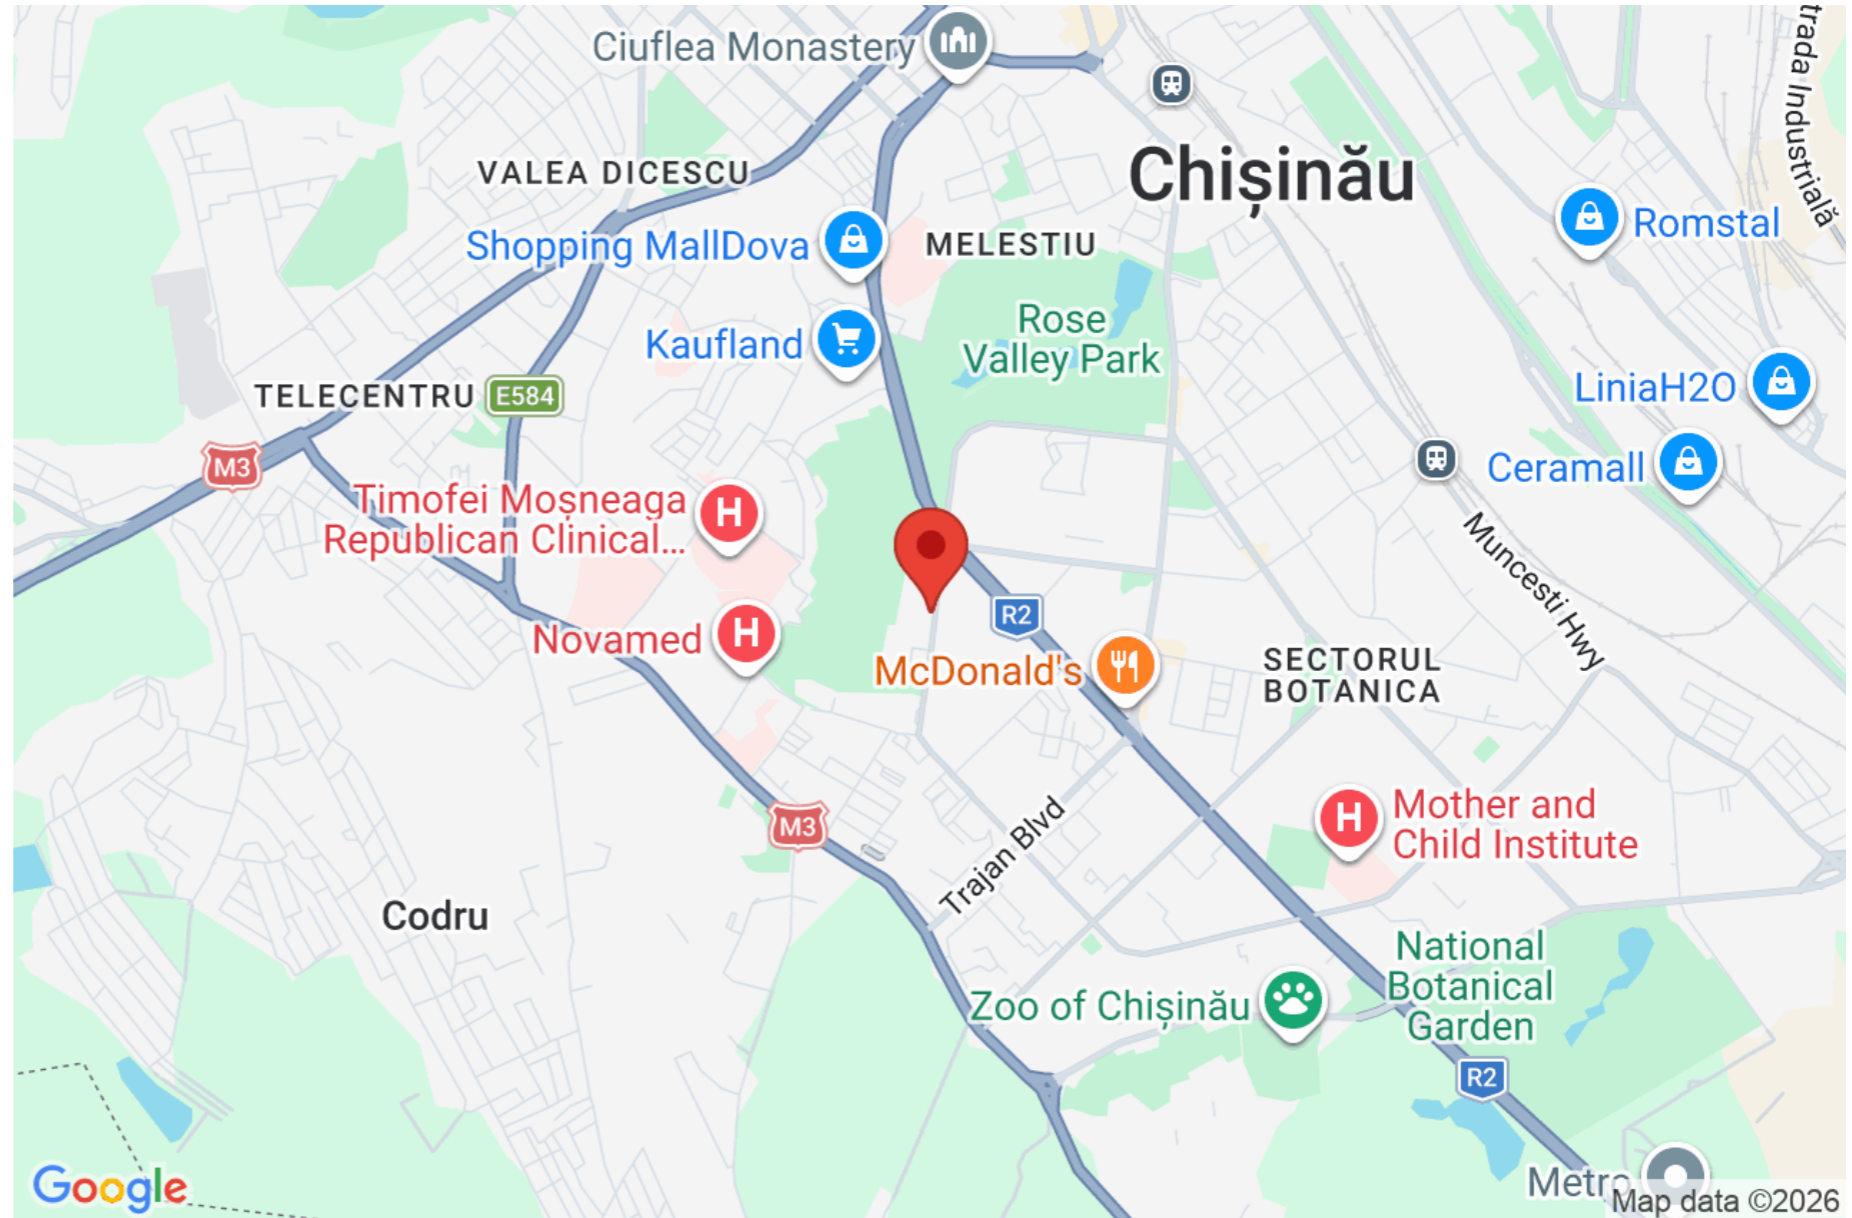 Ciuflea Monastery
trada Industrială
VALEA DICESCU
Chișinău
Romstal
Shopping MallDova
MELESTIU
Rose
Valley Park
Kaufland
TELECENTRU
E584
LiniaH2O
M3
Ceramall
Timofei Moșneaga
Republican Clinical...
H
Muncesti Hwy
R2
Novamed
H
McDonald's
SECTORUL
BOTANICA
M3
Trajan Blvd
H
Mother and
Child Institute
Codru
National
Botanical
Garden
Zoo of Chișinău
R2
Google
Metro
Map data ©2026